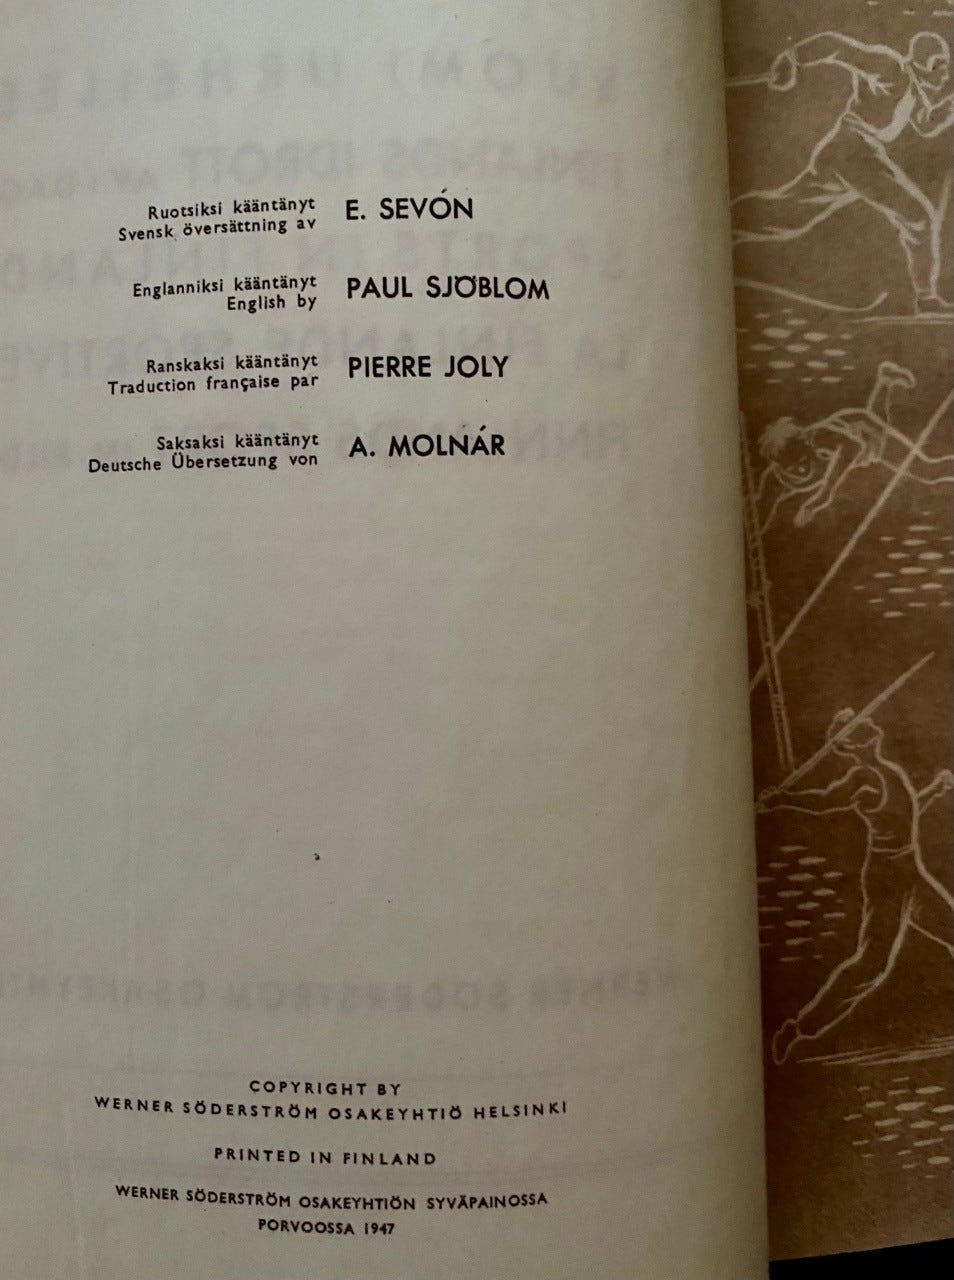 Ruotsiksi kääntänyt
Svensk översättning av
E. SEVÓN
Englanniksi kääntänyt
English by
PAUL SJÖBLOM
Ranskaksi kääntänyt
Traduction française par
PIERRE JOLY
Saksaksi kääntänyt
Deutsche Übersetzung von
A. MOLNÁR
COPYRIGHT BY
WERNER SÖDERSTRÖM OSAKEYHTIÖ HELSINKI
PRINTED IN FINLAND
WERNER SÖDERSTRÖM OSAKEYHTIÖN SYVÄPAINOSSA
PORVOOSSA 1947